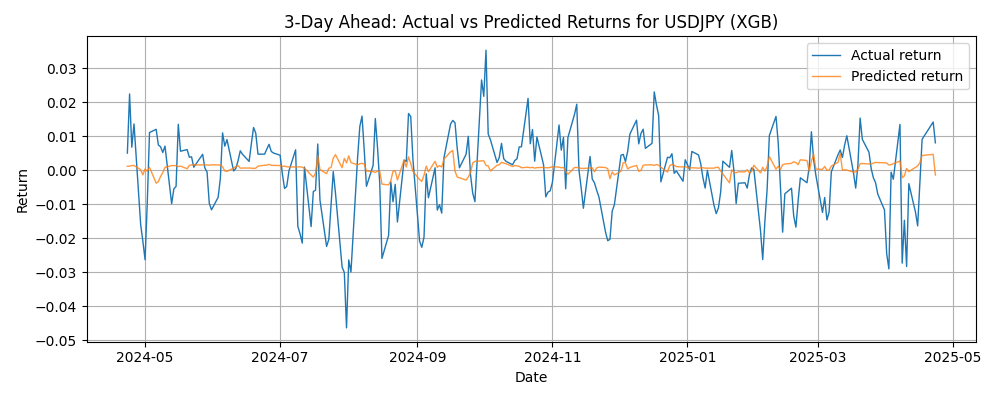 3-Day Ahead: Actual vs Predicted Returns for USDJPY (XGB)
Actual return
Predicted return
0.03
0.02
0.01
0.00
−0.01
−0.02
−0.03
−0.04
−0.05
Return
2024-05 2024-07 2024-09 2024-11 2025-01 2025-03 2025-05
Date